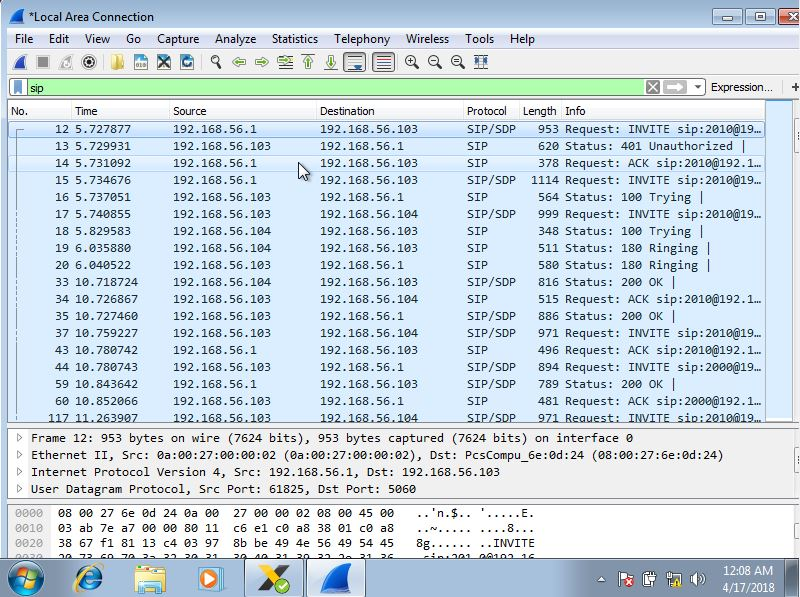 *Local Area Connection
File Edit View Go Capture Analyze Statistics Telephony Wireless Tools Help
sip Expression... +
No. Time Source Destination Protocol Length Info
12 5.727877 192.168.56.1 192.168.56.103 SIP/SDP 953 Request: INVITE sip:2010@19…
13 5.729931 192.168.56.103 192.168.56.1 SIP 620 Status: 401 Unauthorized |
14 5.731092 192.168.56.1 192.168.56.103 SIP 378 Request: ACK sip:2010@192.1…
15 5.734676 192.168.56.1 192.168.56.103 SIP/SDP 1114 Request: INVITE sip:2010@19…
16 5.737051 192.168.56.103 192.168.56.1 SIP 564 Status: 100 Trying |
17 5.740855 192.168.56.103 192.168.56.104 SIP/SDP 999 Request: INVITE sip:2010@19…
18 5.829583 192.168.56.104 192.168.56.103 SIP 348 Status: 100 Trying |
19 6.035880 192.168.56.104 192.168.56.103 SIP 511 Status: 180 Ringing |
20 6.040522 192.168.56.103 192.168.56.1 SIP 580 Status: 180 Ringing |
33 10.718724 192.168.56.104 192.168.56.103 SIP/SDP 816 Status: 200 OK |
34 10.726867 192.168.56.103 192.168.56.104 SIP 515 Request: ACK sip:2010@192.1…
35 10.727460 192.168.56.103 192.168.56.1 SIP/SDP 886 Status: 200 OK |
37 10.759227 192.168.56.103 192.168.56.104 SIP/SDP 971 Request: INVITE sip:2010@19…
43 10.780742 192.168.56.1 192.168.56.103 SIP 496 Request: ACK sip:2010@192.1…
44 10.780743 192.168.56.103 192.168.56.1 SIP/SDP 894 Request: INVITE sip:2000@19…
59 10.843642 192.168.56.1 192.168.56.103 SIP/SDP 789 Status: 200 OK |
60 10.852066 192.168.56.103 192.168.56.1 SIP 481 Request: ACK sip:2000@192.1…
117 11.263907 192.168.56.103 192.168.56.104 SIP/SDP 971 Request: INVITE sip:2010@19…
Frame 12: 953 bytes on wire (7624 bits), 953 bytes captured (7624 bits) on interface 0
Ethernet II, Src: 0a:00:27:00:00:02 (0a:00:27:00:00:02), Dst: PcsCompu_6e:0d:24 (08:00:27:6e:0d:24)
Internet Protocol Version 4, Src: 192.168.56.1, Dst: 192.168.56.103
User Datagram Protocol, Src Port: 61825, Dst Port: 5060
0000 08 00 27 6e 0d 24 0a 00 27 00 00 02 08 00 45 00 ..'n.$.. '.....E.
0010 03 ab 7e a7 00 00 80 11 c6 e1 c0 a8 38 01 c0 a8 ..~..... ....8...
0020 38 67 f1 81 13 c4 03 97 8b be 49 4e 56 49 54 45 8g...... ..INVITE
0030 20 73 69 70 3a 32 30 31 30 40 31 39 32 2e 31 36 sip:201 0@192.16
12:08 AM
4/17/2018